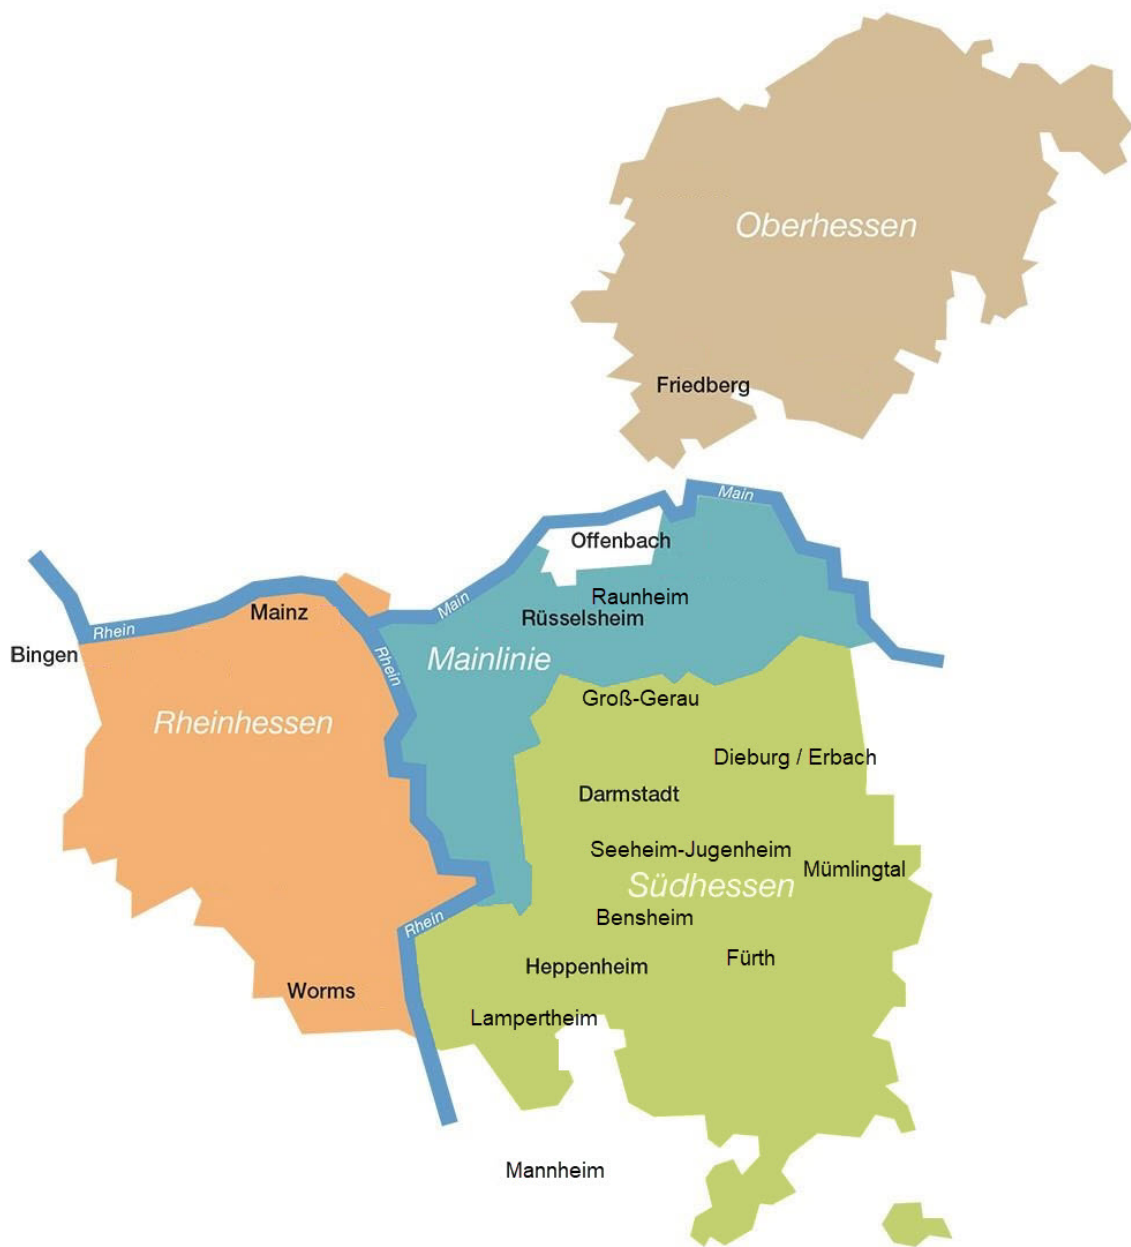 Oberhessen
Friedberg
Main
Offenbach
Raunheim
Main
Rüsselsheim
Mainz
Rhein
Bingen
Mainlinie
Rhein
Groß-Gerau
Rheinhessen
Dieburg / Erbach
Darmstadt
Seeheim-Jugenheim
Mümlingtal
Südhessen
Bensheim
Rhein
Fürth
Heppenheim
Worms
Lampertheim
Mannheim